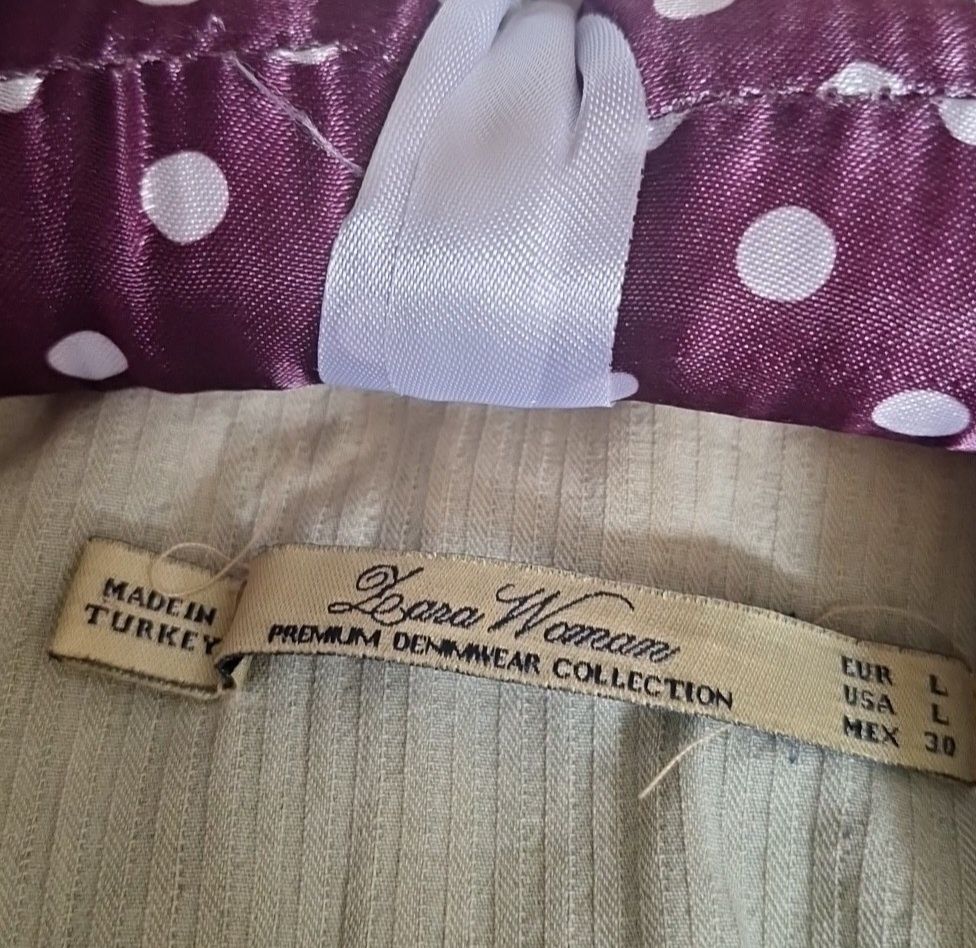 MADE IN
TURKEY
Zara Woman
PREMIUM DENIMWEAR COLLECTION
EUR L
USA L
MEX 30